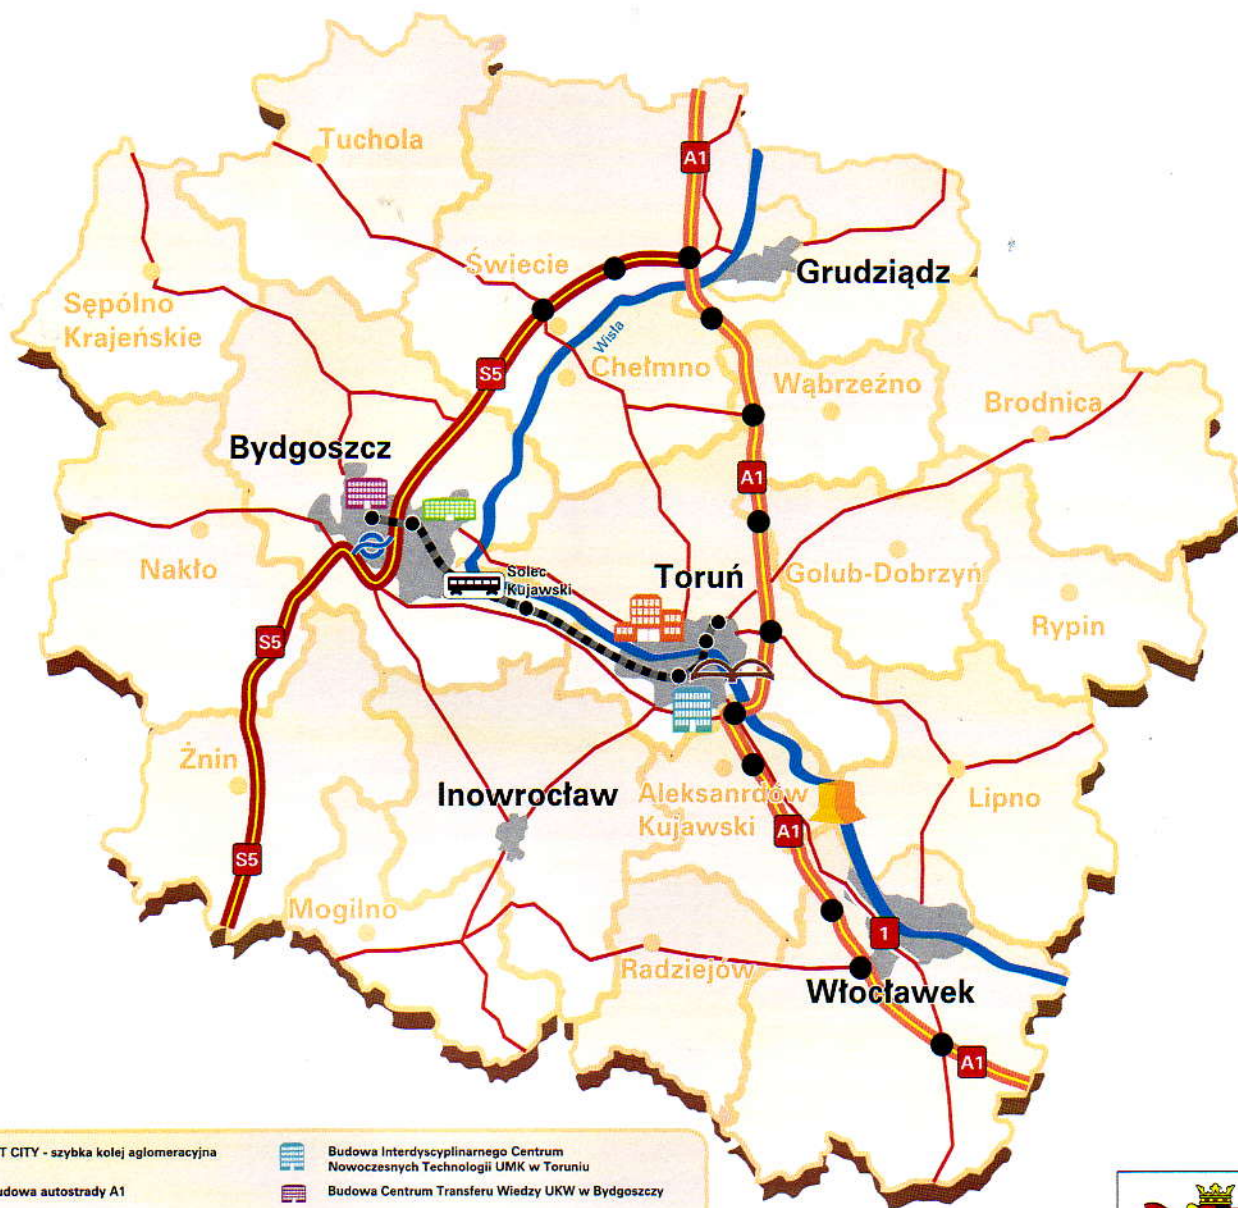 Tuchola
A1
Świecie
Grudziądz
Sępólno
Krajeńskie
Wisła
S5
Chełmno
Wąbrzeźno
Brodnica
Bydgoszcz
A1
Nakło
Solec
Kujawski
Toruń
Golub-Dobrzyń
Rypin
S5
Żnin
Inowrocław
Aleksanrdów
Kujawski
Lipno
A1
S5
Mogilno
1
Radziejów
Włocławek
A1
T CITY - szybka kolej aglomeracyjna
udowa autostrady A1
Budowa Interdyscyplinarnego Centrum
Nowoczesnych Technologii UMK w Toruniu
Budowa Centrum Transferu Wiedzy UKW w Bydgoszczy